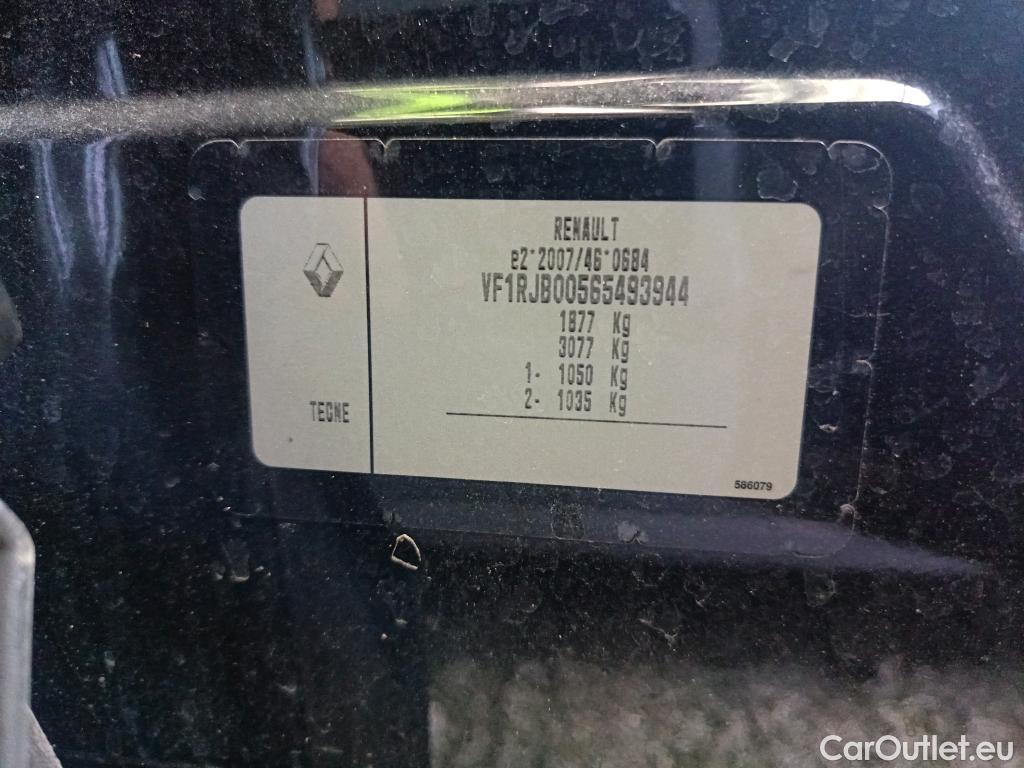 RENAULT
e2*2007/46*0684
VF1RJB00565493944
1877 Kg
3077 Kg
1- 1050 Kg
2- 1035 Kg
TECNE
586079
CarOutlet.eu